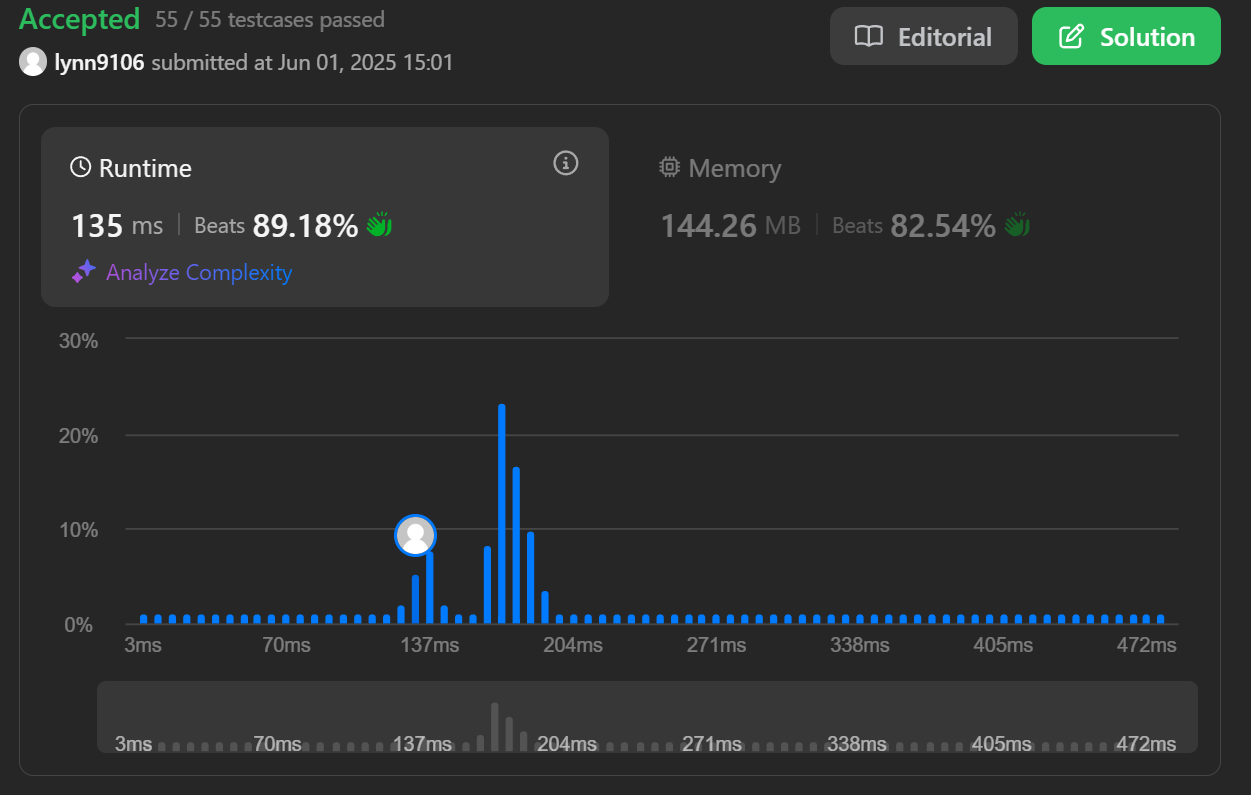 Accepted 55 / 55 testcases passed
Editorial
Solution
lynn9106 submitted at Jun 01, 2025 15:01
Runtime
Memory
135 ms | Beats 89.18%
144.26 MB | Beats 82.54%
Analyze Complexity
30%
20%
10%
0%
3ms 70ms 137ms 204ms 271ms 338ms 405ms 472ms
3ms 70ms 137ms 204ms 271ms 338ms 405ms 472ms